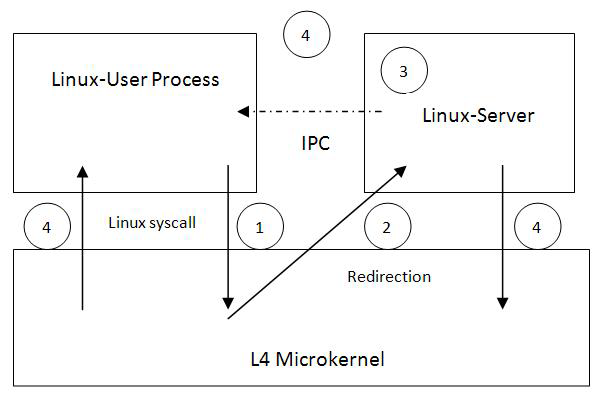 4
Linux-User Process
3
Linux-Server
IPC
4
Linux syscall
1
2
4
Redirection
L4 Microkernel